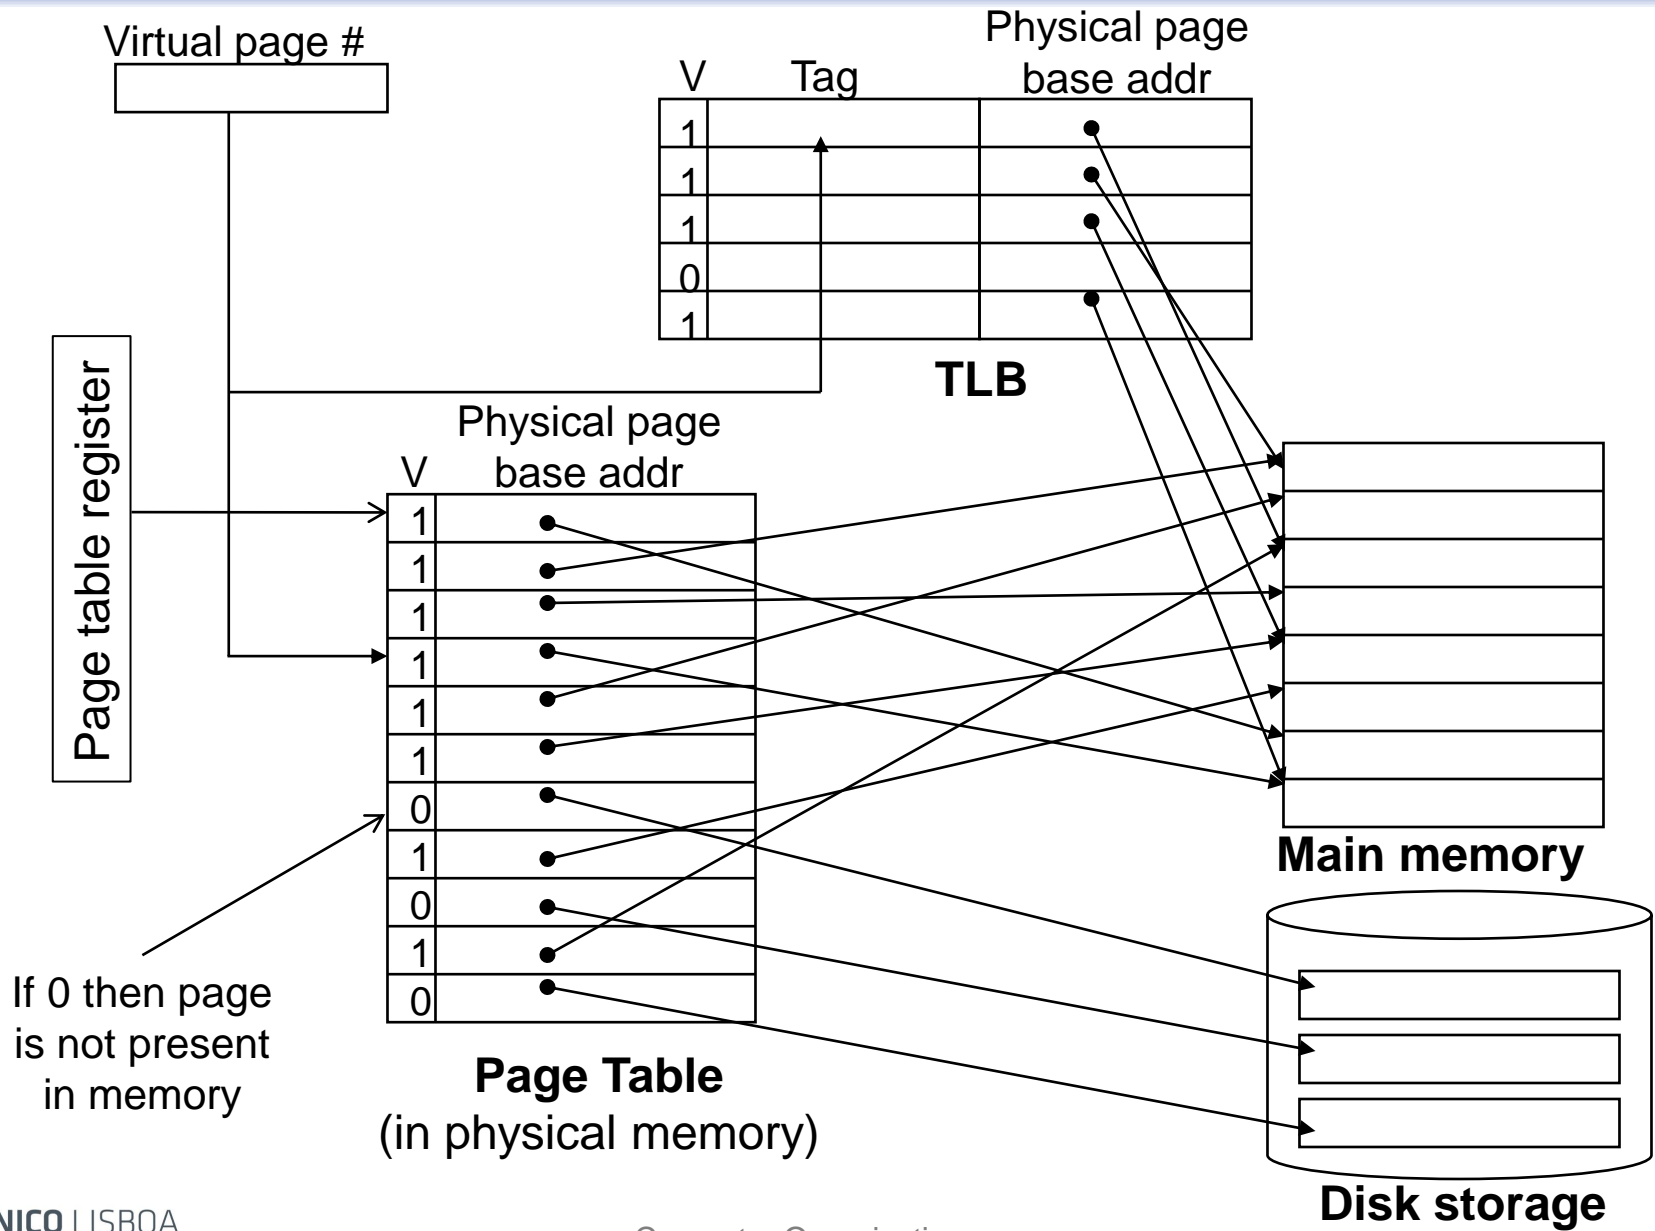 Virtual page #
Physical page
base addr
V
Tag
1
1
1
0
1
TLB
Page table register
Physical page
base addr
V
1
1
1
1
1
1
0
1
0
1
0
If 0 then page
is not present
in memory
Page Table
(in physical memory)
Main memory
Disk storage
LISBOA